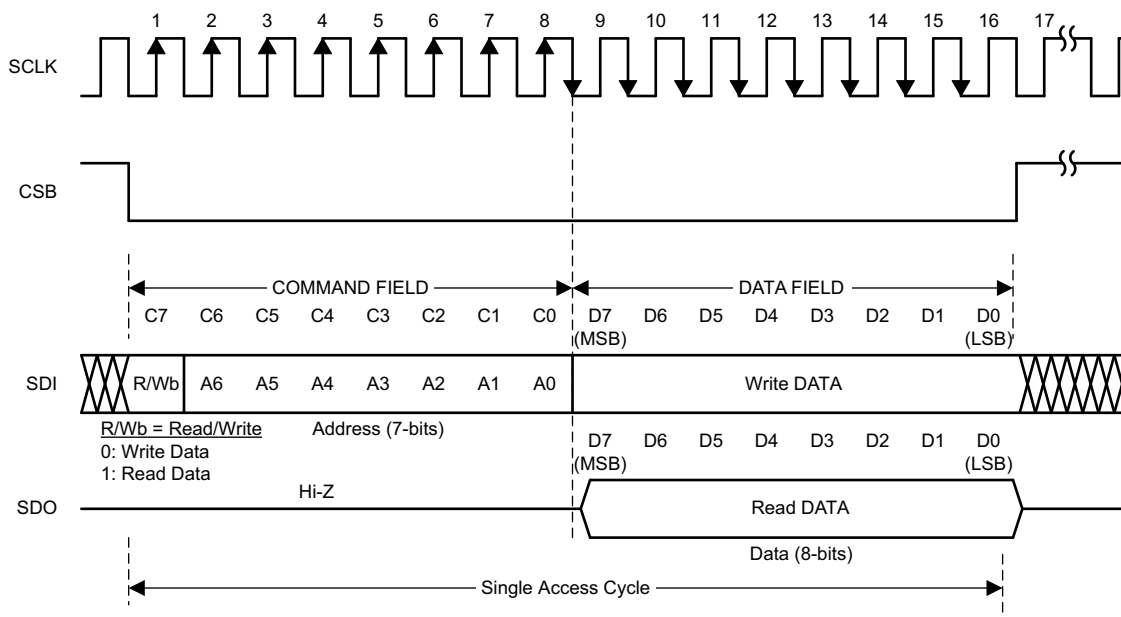 1 2 3 4 5 6 7 8 9 10 11 12 13 14 15 16 17
SCLK
CSB
COMMAND FIELD DATA FIELD
C7 C6 C5 C4 C3 C2 C1 C0 D7 D6 D5 D4 D3 D2 D1 D0
(MSB) (LSB)
SDI R/Wb A6 A5 A4 A3 A2 A1 A0 Write DATA
R/Wb = Read/Write Address (7-bits)
0: Write Data
1: Read Data
D7 D6 D5 D4 D3 D2 D1 D0
(MSB) (LSB)
Hi-Z
SDO Read DATA
Data (8-bits)
Single Access Cycle